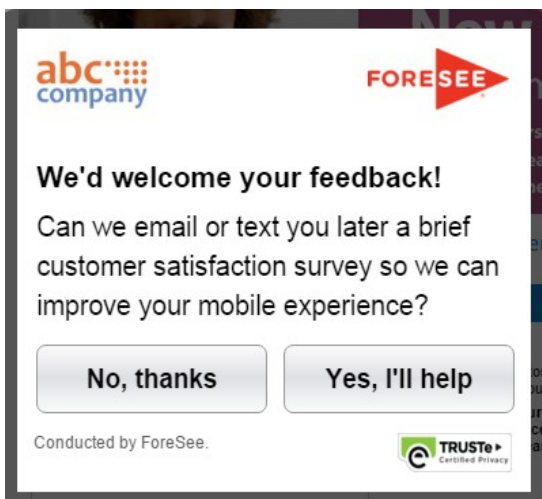 abc
company
FORESEE
We'd welcome your feedback!
Can we email or text you later a brief
customer satisfaction survey so we can
improve your mobile experience?
No, thanks
Yes, I'll help
Conducted by ForeSee.
TRUSTe
Certified Privacy